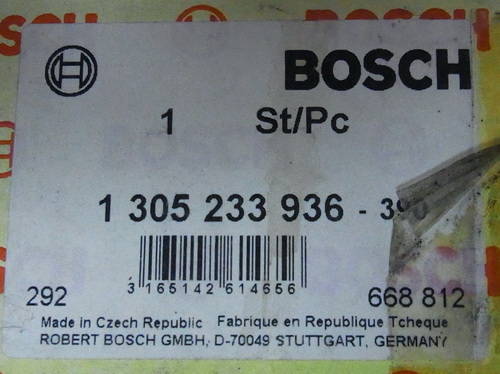 BOSCH
1 St/Pc
1 305 233 936 - 390
3 165142 614656
292 668 812
Made in Czech Republic Fabrique en Republique Tcheque
ROBERT BOSCH GMBH, D-70049 STUTTGART, GERMANY